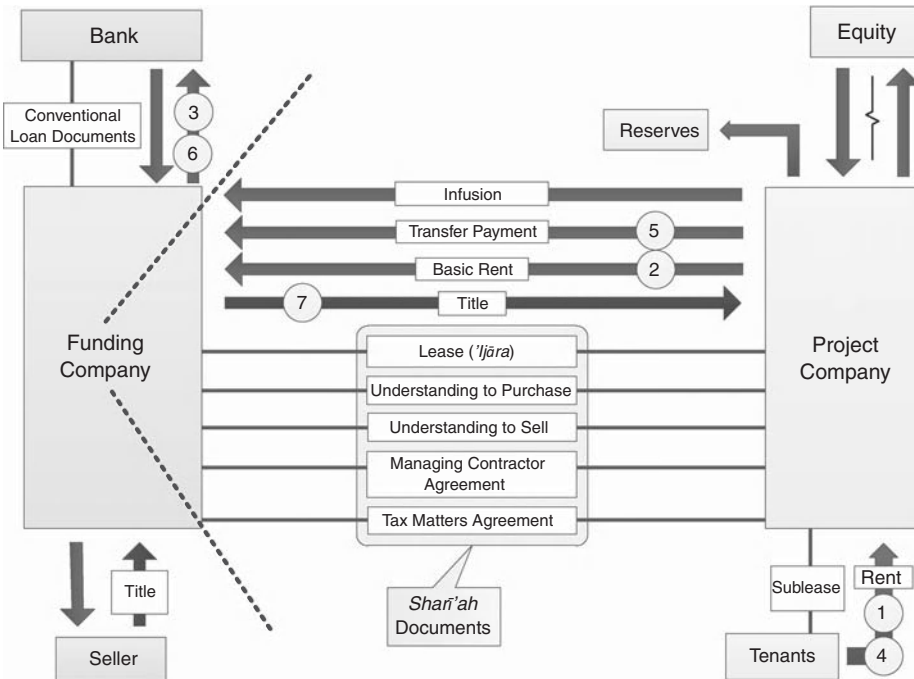 Bank
Equity
Conventional
Loan Documents
3
6
Reserves
Infusion
Transfer Payment
5
Basic Rent
2
7
Title
Funding
Company
Project
Company
Lease (’Ijāra)
Understanding to Purchase
Understanding to Sell
Managing Contractor
Agreement
Tax Matters Agreement
Title
Seller
Sharī’ah
Documents
Sublease
Rent
1
4
Tenants